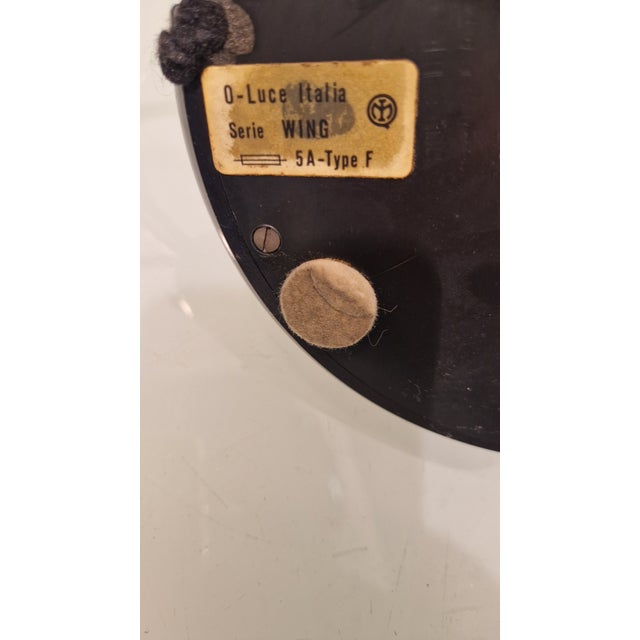 O-Luce Italia
Serie WING
5A-Type F